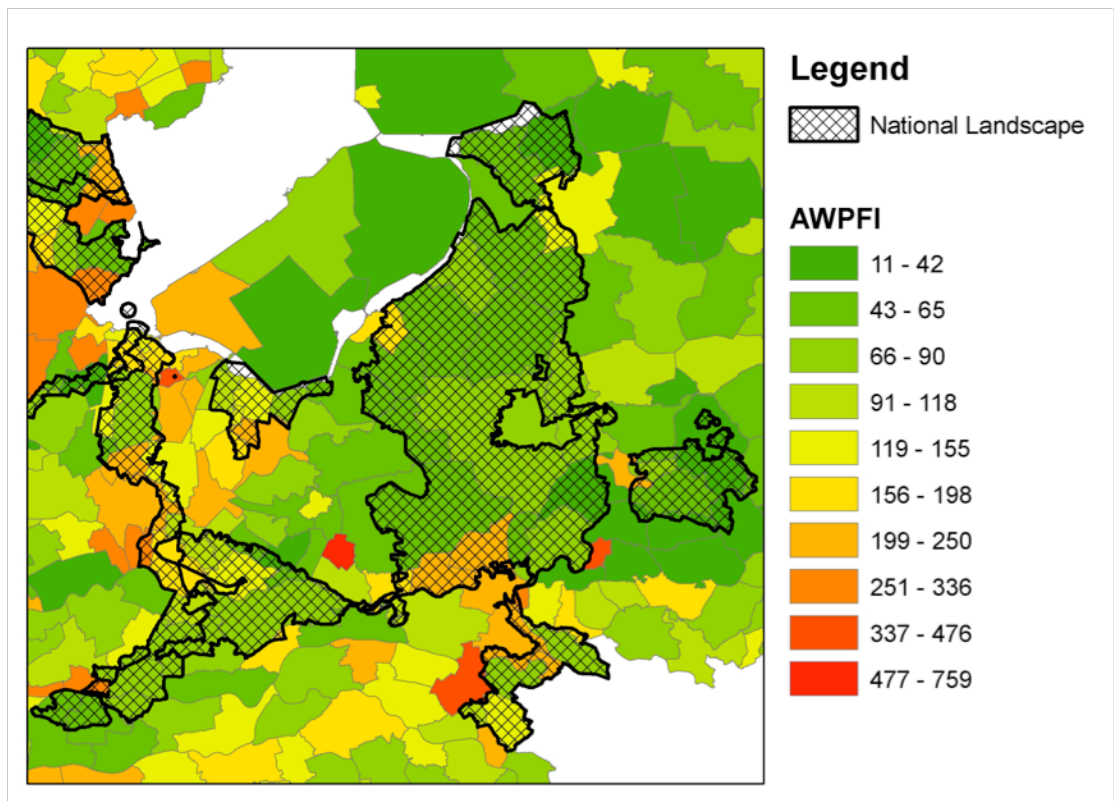 Legend
National Landscape
AWPFI
11 - 42
43 - 65
66 - 90
91 - 118
119 - 155
156 - 198
199 - 250
251 - 336
337 - 476
477 - 759